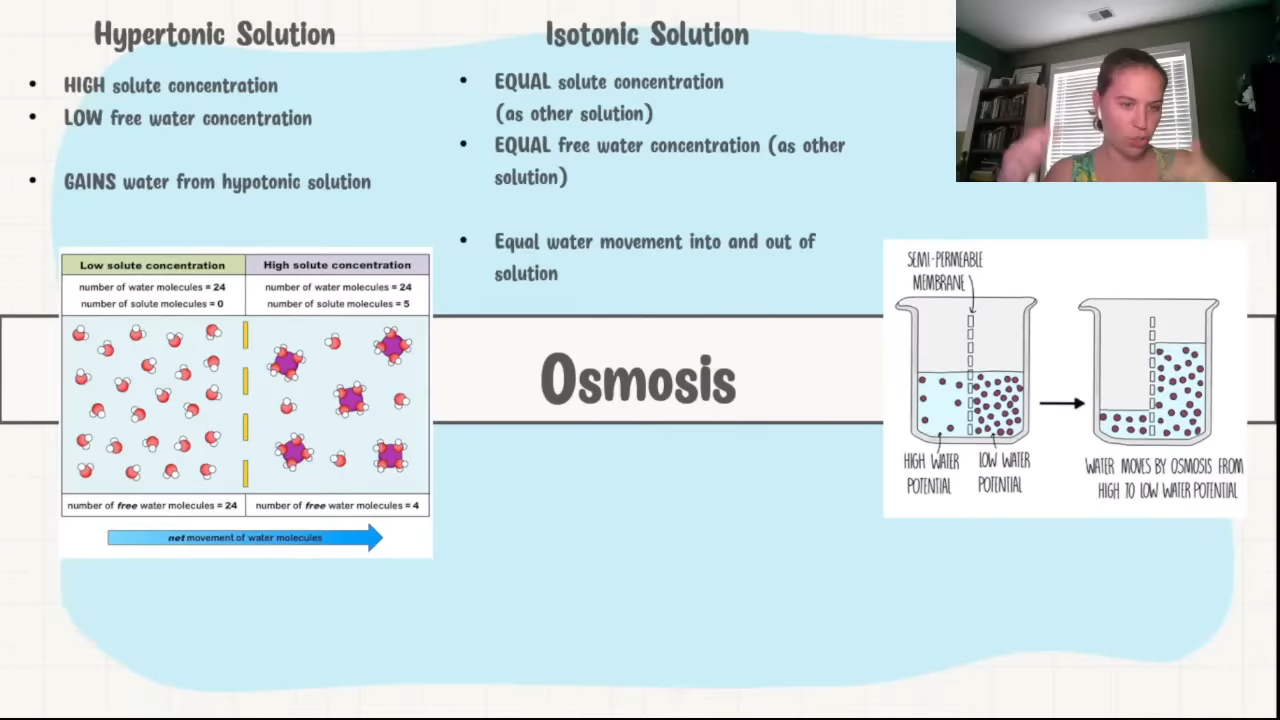 Hypertonic Solution
• HIGH solute concentration
• LOW free water concentration
• GAINS water from hypotonic solution
Isotonic Solution
• EQUAL solute concentration
(as other solution)
• EQUAL free water concentration (as other
solution)
• Equal water movement into and out of
solution
Low solute concentration
High solute concentration
number of water molecules = 24
number of solute molecules = 0
number of water molecules = 24
number of solute molecules = 5
number of free water molecules = 24
number of free water molecules = 4
net movement of water molecules
Osmosis
SEMI-PERMEABLE
MEMBRANE
HIGH WATER
POTENTIAL
LOW WATER
POTENTIAL
WATER MOVES BY OSMOSIS FROM
HIGH TO LOW WATER POTENTIAL